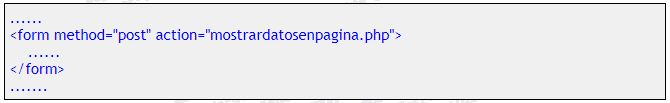 ......
<form method="post" action="mostrardatosenpagina.php">
......
</form>
.......